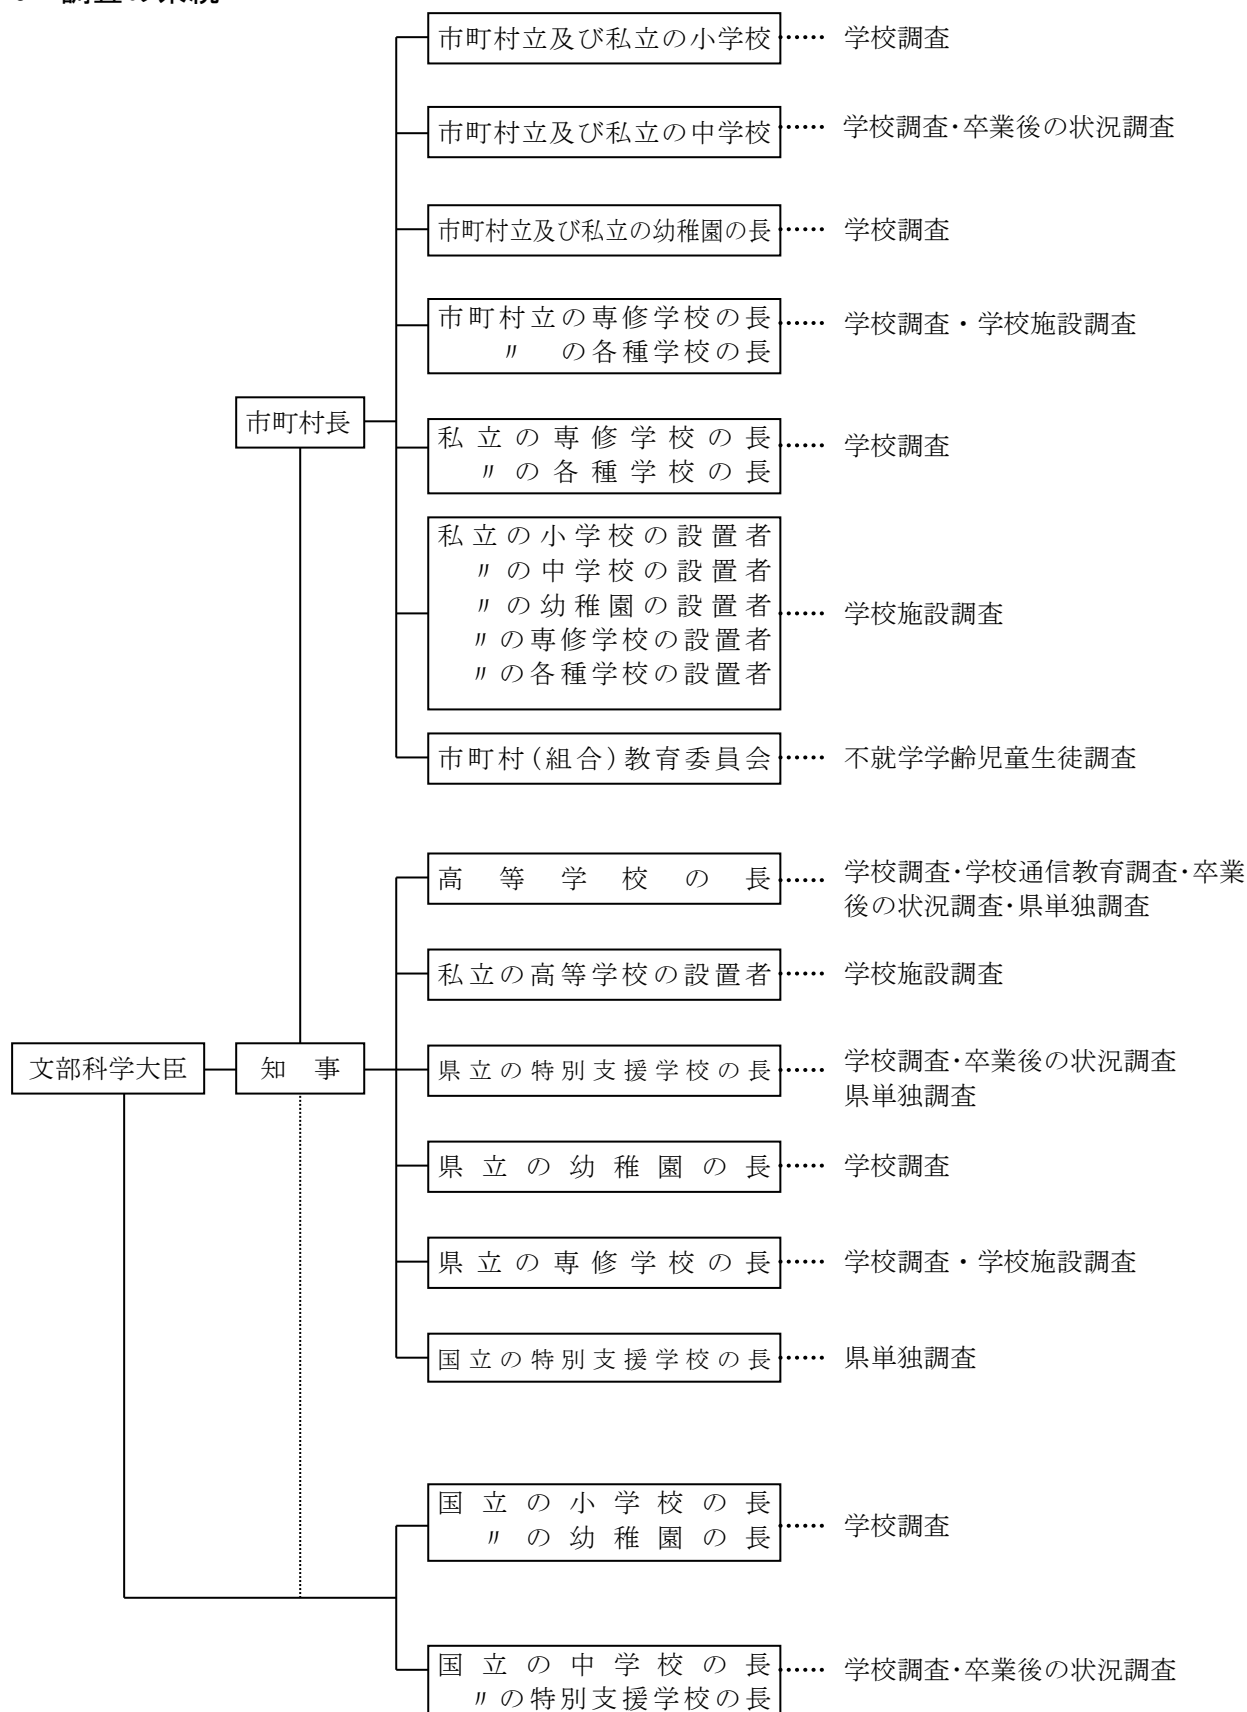 市町村立及び私立の小学校 …… 学校調査
市町村立及び私立の中学校 …… 学校調査・卒業後の状況調査
市町村立及び私立の幼稚園の長 …… 学校調査
市町村立の専修学校の長 …… 学校調査・学校施設調査
〃 の各種学校の長
市町村長
私立の専修学校の長 …… 学校調査
〃の各種学校の長
私立の小学校の設置者
〃の中学校の設置者
〃の幼稚園の設置者 …… 学校施設調査
〃の専修学校の設置者
〃の各種学校の設置者
市町村(組合)教育委員会 …… 不就学学齢児童生徒調査
高等学校の長 …… 学校調査・学校通信教育調査・卒業
後の状況調査・県単独調査
私立の高等学校の設置者 …… 学校施設調査
文部科学大臣
知 事
県立の特別支援学校の長 …… 学校調査・卒業後の状況調査
県単独調査
県立の幼稚園の長 …… 学校調査
県立の専修学校の長 …… 学校調査・学校施設調査
国立の特別支援学校の長 …… 県単独調査
国立の小学校の長
〃の幼稚園の長 …… 学校調査
国立の中学校の長 …… 学校調査・卒業後の状況調査
〃の特別支援学校の長